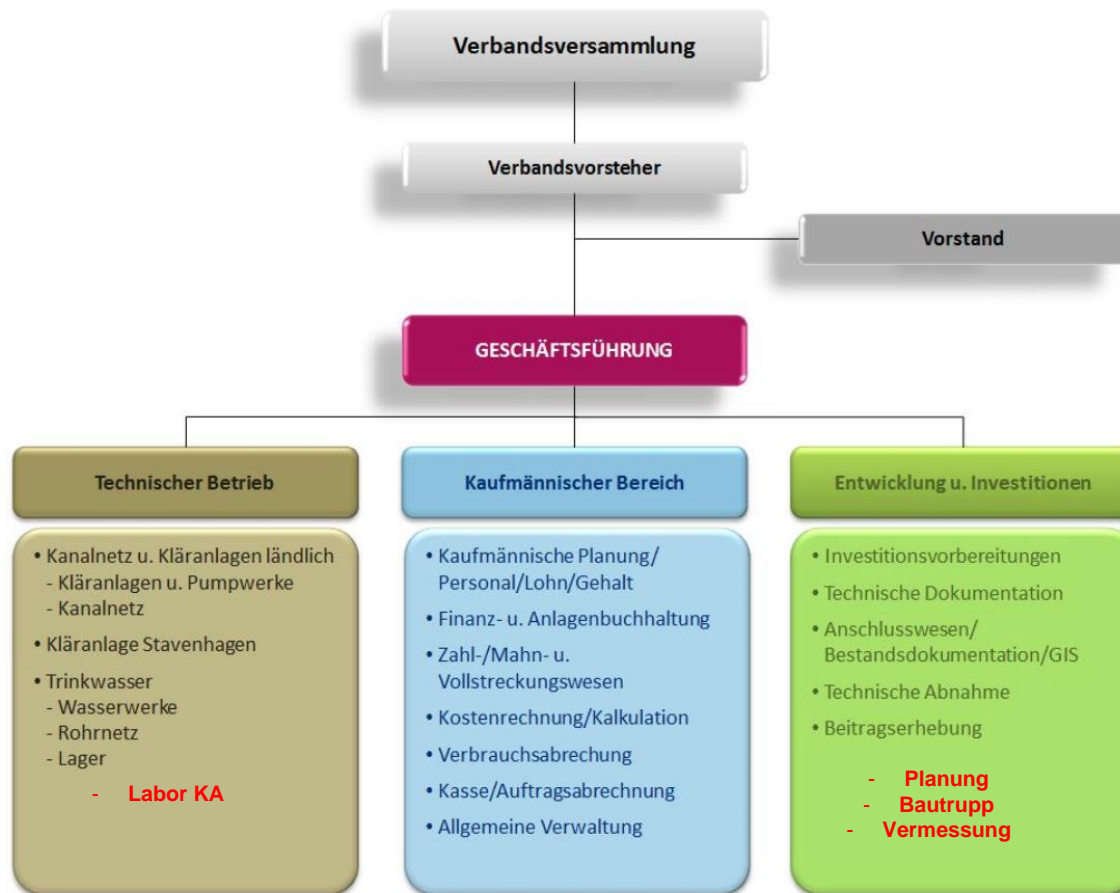 Verbandsversammlung
Verbandsvorsteher
Vorstand
GESCHÄFTSFÜHRUNG
Technischer Betrieb
• Kanalnetz u. Kläranlagen ländlich
- Kläranlagen u. Pumpwerke
- Kanalnetz
• Kläranlage Stavenhagen
• Trinkwasser
- Wasserwerke
- Rohrnetz
- Lager
- Labor KA
Kaufmännischer Bereich
• Kaufmännische Planung/
Personal/Lohn/Gehalt
• Finanz- u. Anlagenbuchhaltung
• Zahl-/Mahn- u.
Vollstreckungswesen
• Kostenrechnung/Kalkulation
• Verbrauchsabrechung
• Kasse/Auftragsabrechnung
• Allgemeine Verwaltung
Entwicklung u. Investitionen
• Investitionsvorbereitungen
• Technische Dokumentation
• Anschlusswesen/
Bestandsdokumentation/GIS
• Technische Abnahme
• Beitragserhebung
- Planung
- Bautrupp
- Vermessung